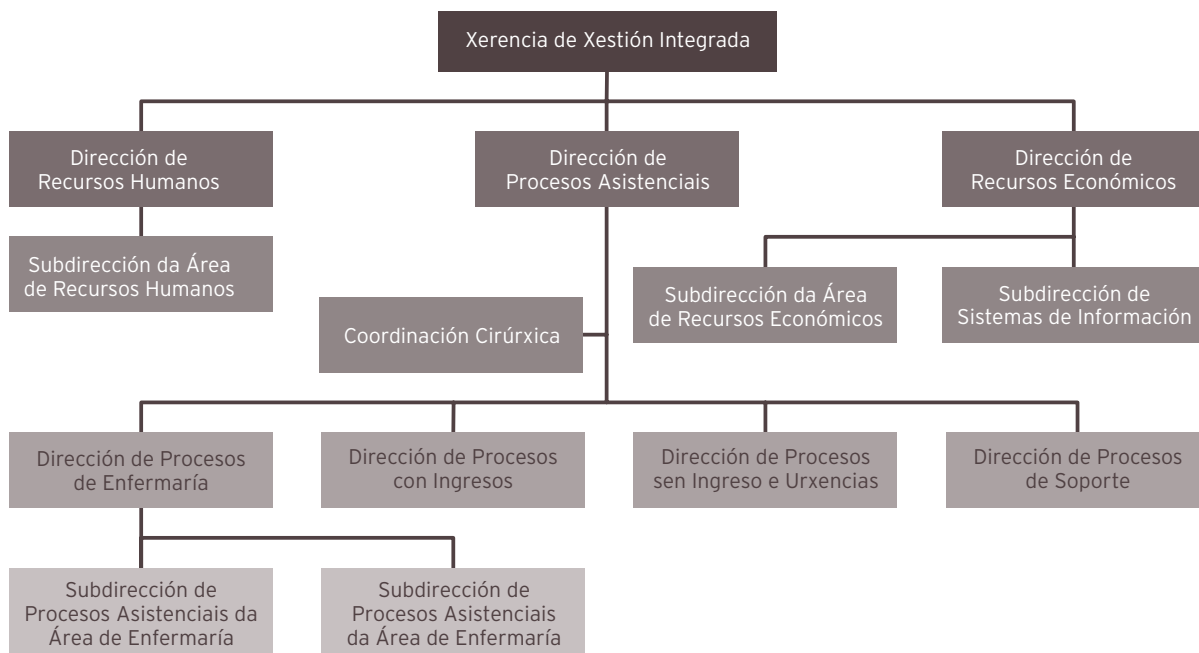 Xerencia de Xestión Integrada
Dirección de
Recursos Humanos
Dirección de
Procesos Asistenciais
Dirección de
Recursos Económicos
Subdirección da Área
de Recursos Humanos
Subdirección da Área
de Recursos Económicos
Subdirección de
Sistemas de Información
Coordinación Cirúrxica
Dirección de Procesos
de Enfermaría
Dirección de Procesos
con Ingresos
Dirección de Procesos
sen Ingreso e Urxencias
Dirección de Procesos
de Soporte
Subdirección de
Procesos Asistenciais da
Área de Enfermaría
Subdirección de
Procesos Asistenciais
da Área de Enfermaría